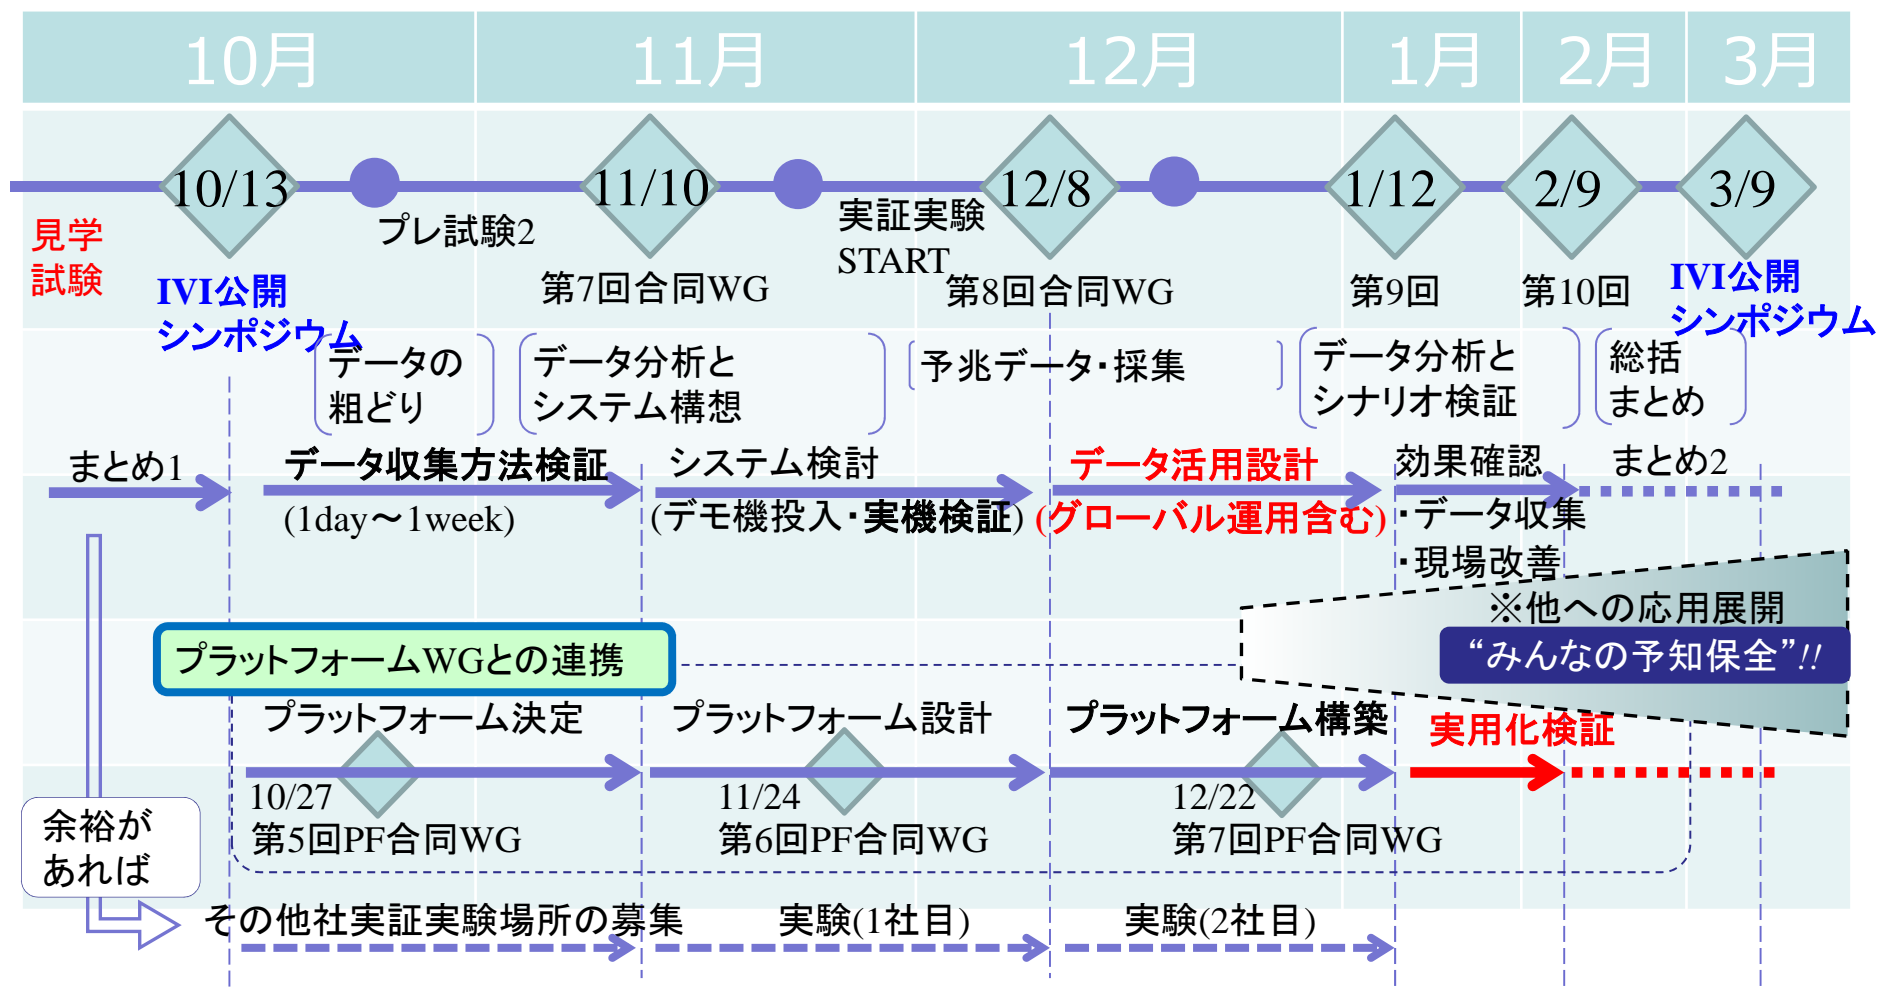 10月
11月
12月
1月
2月
3月
10/13
11/10
12/8
1/12
2/9
3/9
見学
試験
プレ試験2
実証実験
START
IVI公開
シンポジウム
第7回合同WG
第8回合同WG
第9回
第10回
IVI公開
シンポジウム
データの
粗どり
データ分析と
システム構想
予兆データ・採集
データ分析と
シナリオ検証
総括
まとめ
まとめ1
データ収集方法検証
(1day～1week)
システム検討
(デモ機投入・実機検証)
データ活用設計
(グローバル運用含む)
効果確認
・データ収集
・現場改善
まとめ2
※他への応用展開
“みんなの予知保全”!!
プラットフォームWGとの連携
プラットフォーム決定
プラットフォーム設計
プラットフォーム構築
実用化検証
10/27
第5回PF合同WG
11/24
第6回PF合同WG
12/22
第7回PF合同WG
余裕が
あれば
その他社実証実験場所の募集
実験(1社目)
実験(2社目)